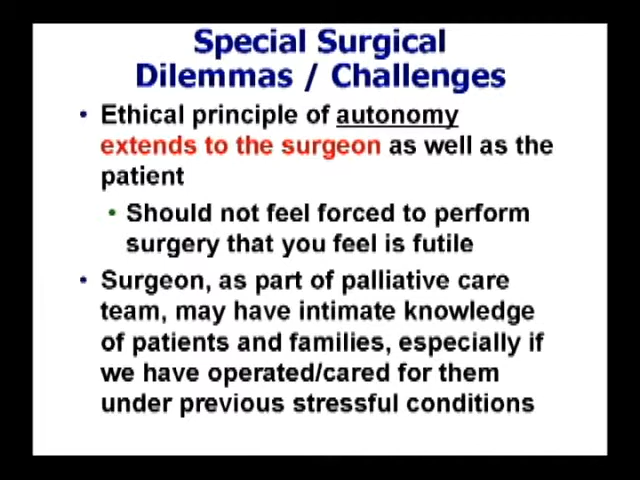 Special Surgical
Dilemmas / Challenges
• Ethical principle of autonomy
extends to the surgeon as well as the
patient
• Should not feel forced to perform
surgery that you feel is futile
• Surgeon, as part of palliative care
team, may have intimate knowledge
of patients and families, especially if
we have operated/cared for them
under previous stressful conditions